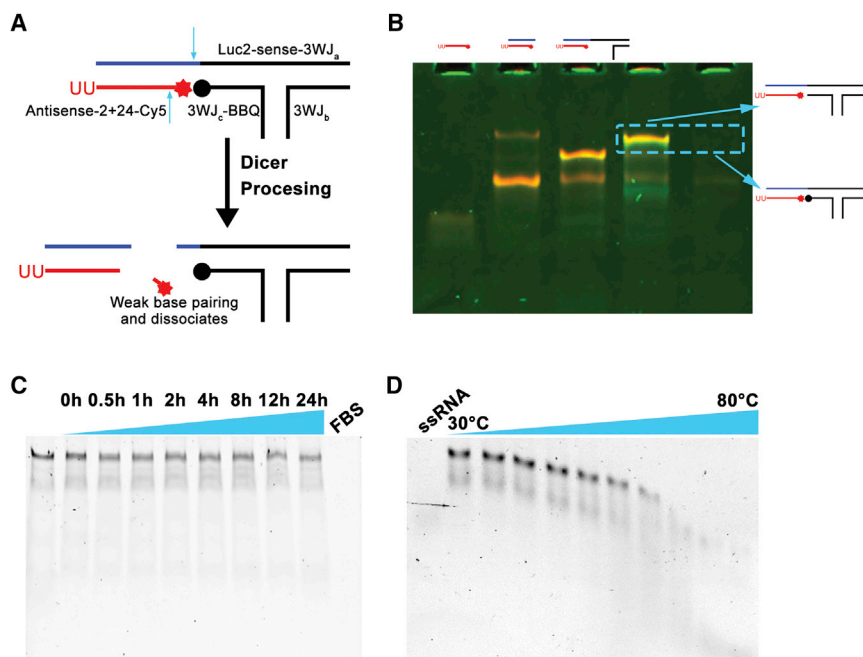 A
Luc2-sense-3WJa
UU
Antisense-2+24-Cy5
3WJc-BBQ
3WJb
Dicer
Procesing
UU
Weak base pairing
and dissociates
B
UU
UU
UU
UU
UU
C
0h 0.5h 1h 2h 4h 8h 12h 24h
FBS
D
ssRNA
30°C
80°C